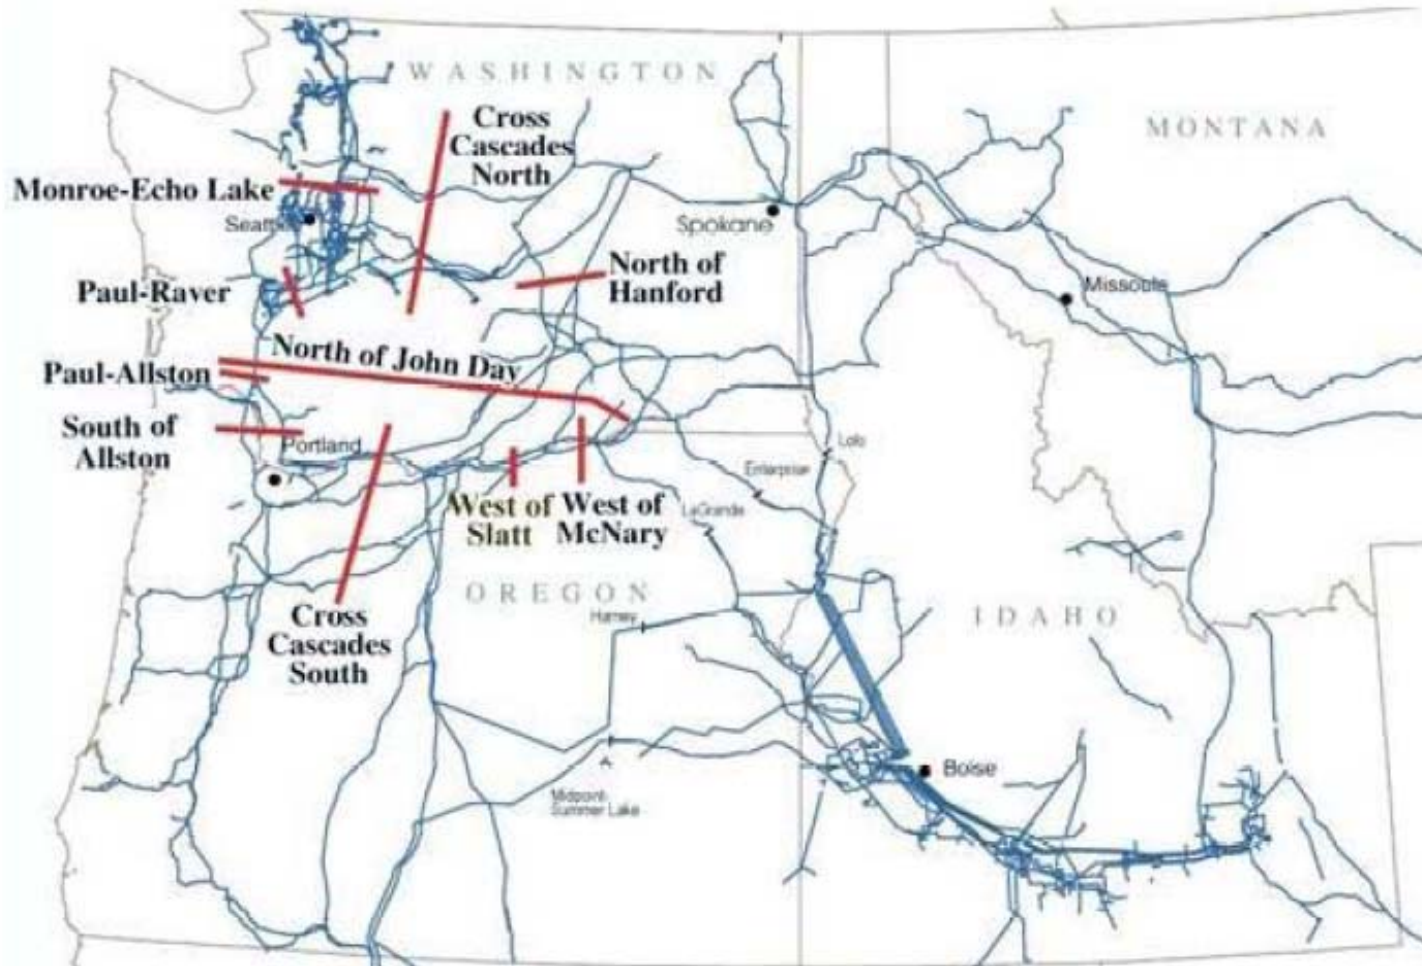 WASHINGTON
Cross
Cascades
North
MONTANA
Monroe-Echo Lake
Seattle
Spokane
North of
Hanford
Paul-Raver
Missoula
North of John Day
Paul-Allston
South of
Allston
Portland
Lolo
Enterprise
West of
Slatt
West of
McNary
LaGrande
OREGON
Harney
IDAHO
Cross
Cascades
South
Boise
Midpoint-
Summer Lake